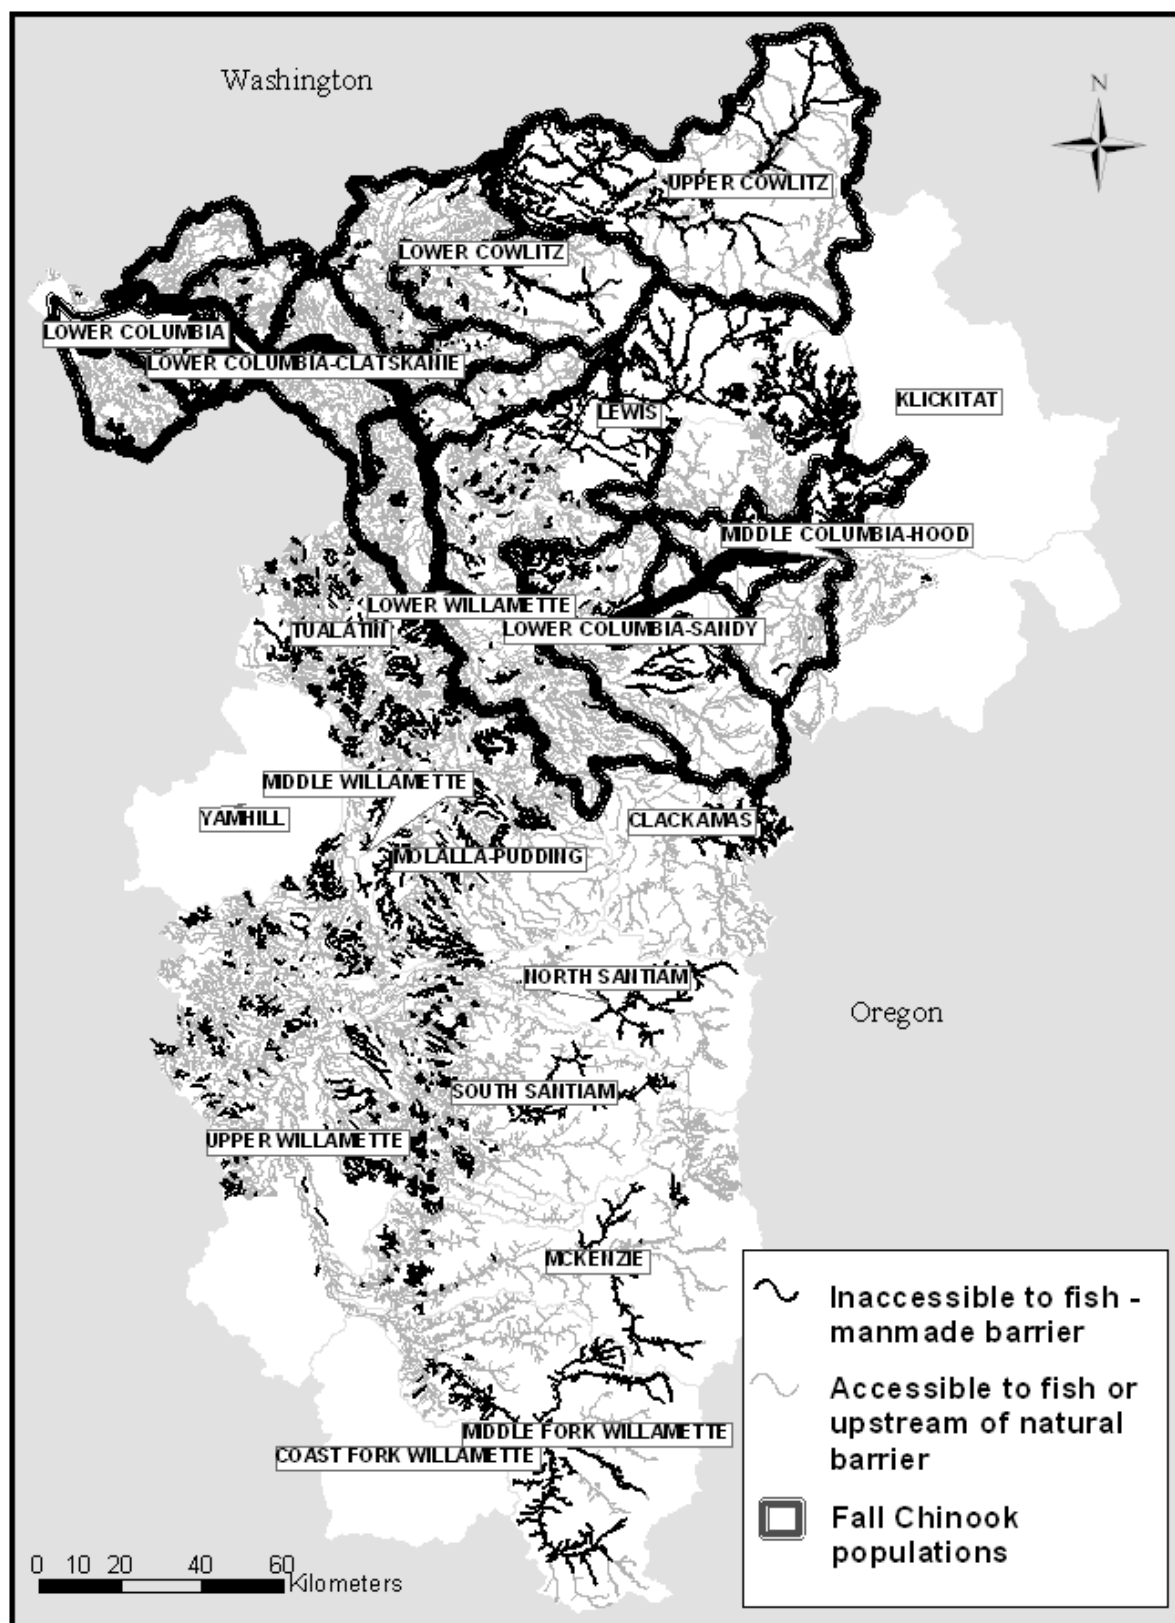 Washington
N
UPPER COWLITZ
LOWER COWLITZ
LOWER COLUMBIA
LOWER COLUMBIA-CLATSKANIE
KLICKITAT
LEWIS
MIDDLE COLUMBIA-HOOD
LOWER WILLAMETTE
TUALATIN
LOWER COLUMBIA-SANDY
MIDDLE WILLAMETTE
YAMHILL
CLACKAMAS
MOLALLA-PUDDING
NORTH SANTIAM
Oregon
SOUTH SANTIAM
UPPER WILLAMETTE
MCKENZIE
MIDDLE FORK WILLAMETTE
COAST FORK WILLAMETTE
Inaccessible to fish -
manmade barrier
Accessible to fish or
upstream of natural
barrier
Fall Chinook
populations
0 10 20 40 60
Kilometers